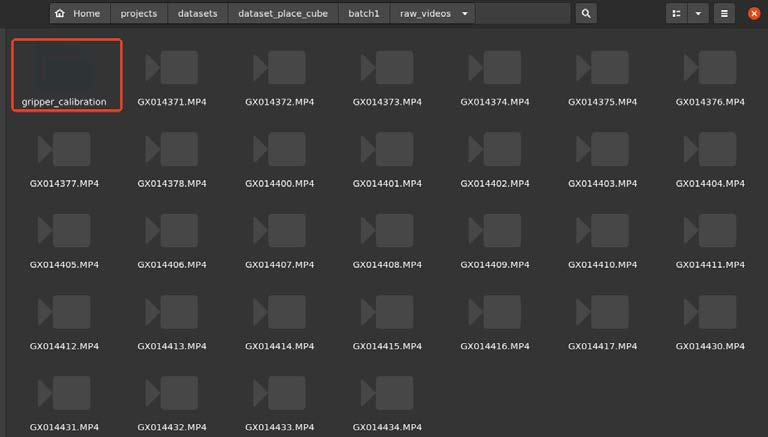 Home projects datasets dataset_place_cube batch1 raw_videos
gripper_calibration GX014371.MP4 GX014372.MP4 GX014373.MP4 GX014374.MP4 GX014375.MP4 GX014376.MP4
GX014377.MP4 GX014378.MP4 GX014400.MP4 GX014401.MP4 GX014402.MP4 GX014403.MP4 GX014404.MP4
GX014405.MP4 GX014406.MP4 GX014407.MP4 GX014408.MP4 GX014409.MP4 GX014410.MP4 GX014411.MP4
GX014412.MP4 GX014413.MP4 GX014414.MP4 GX014415.MP4 GX014416.MP4 GX014417.MP4 GX014430.MP4
GX014431.MP4 GX014432.MP4 GX014433.MP4 GX014434.MP4